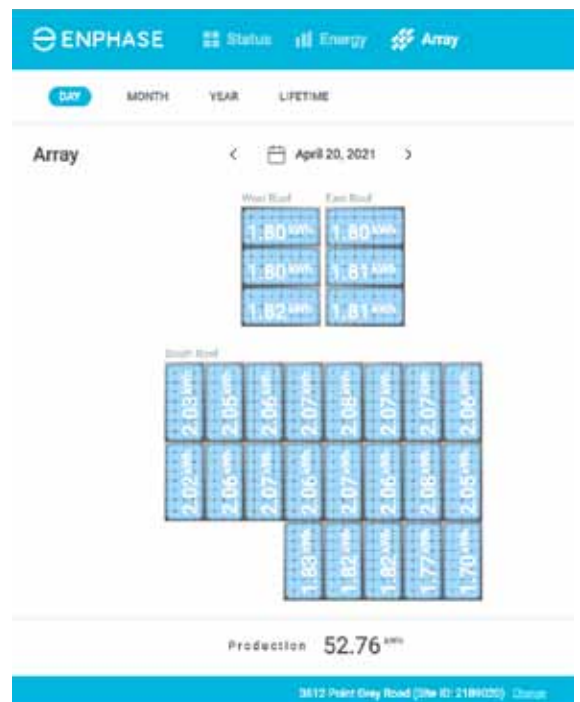 ENPHASE Status Energy Array
DAY MONTH YEAR LIFETIME
Array < April 20, 2021 >
West Roof East Roof
1.80 kWh 1.80 kWh
1.80 kWh 1.81 kWh
1.82 kWh 1.81 kWh
South Roof
2.03 kWh 2.05 kWh 2.06 kWh 2.07 kWh 2.08 kWh 2.07 kWh 2.07 kWh 2.06 kWh
2.02 kWh 2.06 kWh 2.07 kWh 2.06 kWh 2.07 kWh 2.06 kWh 2.08 kWh 2.05 kWh
1.83 kWh 1.82 kWh 1.82 kWh 1.77 kWh 1.70 kWh
Production 52.76 kWh
3612 Point Grey Road (Site ID: 2189020) Change